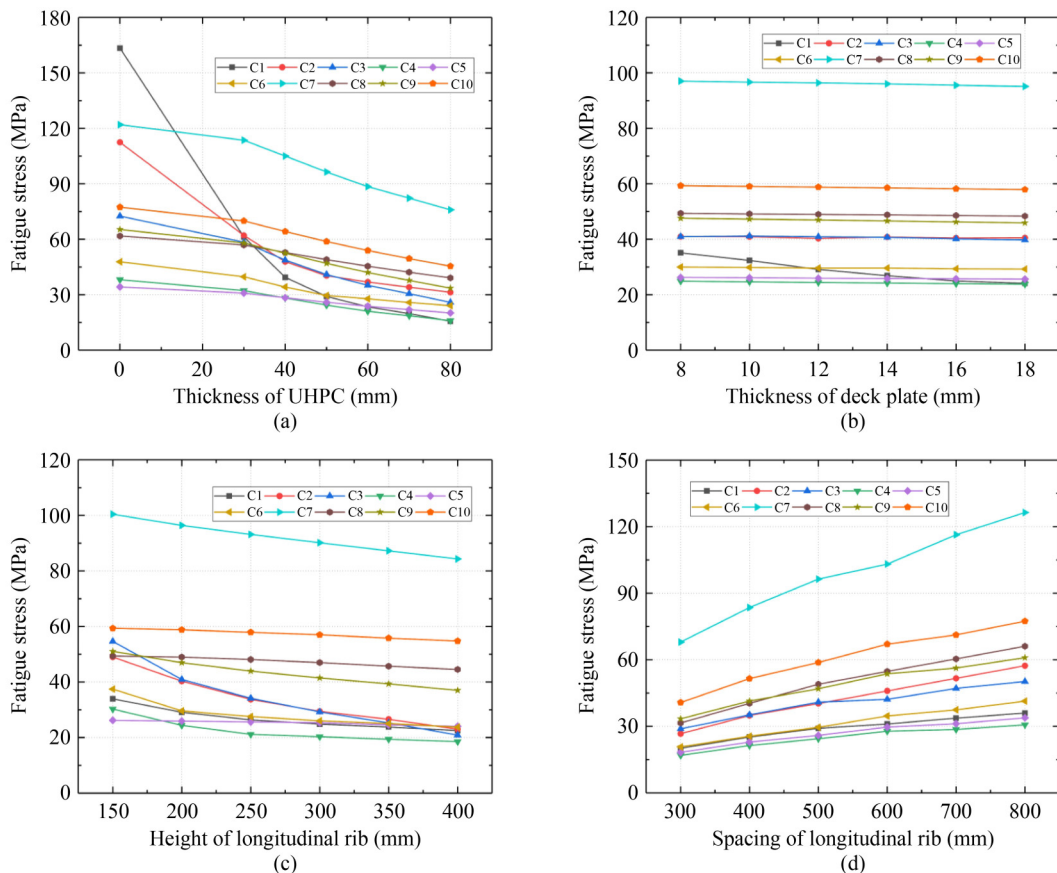 180
150
120
90
60
30
0
Fatigue stress (MPa)
C1 C2 C3 C4 C5
C6 C7 C8 C9 C10
0 20 40 60 80
Thickness of UHPC (mm)
(a)
120
100
80
60
40
20
0
Fatigue stress (MPa)
C1 C2 C3 C4 C5
C6 C7 C8 C9 C10
8 10 12 14 16 18
Thickness of deck plate (mm)
(b)
120
100
80
60
40
20
0
Fatigue stress (MPa)
C1 C2 C3 C4 C5
C6 C7 C8 C9 C10
150 200 250 300 350 400
Height of longitudinal rib (mm)
(c)
150
120
90
60
30
0
Fatigue stress (MPa)
C1 C2 C3 C4 C5
C6 C7 C8 C9 C10
300 400 500 600 700 800
Spacing of longitudinal rib (mm)
(d)